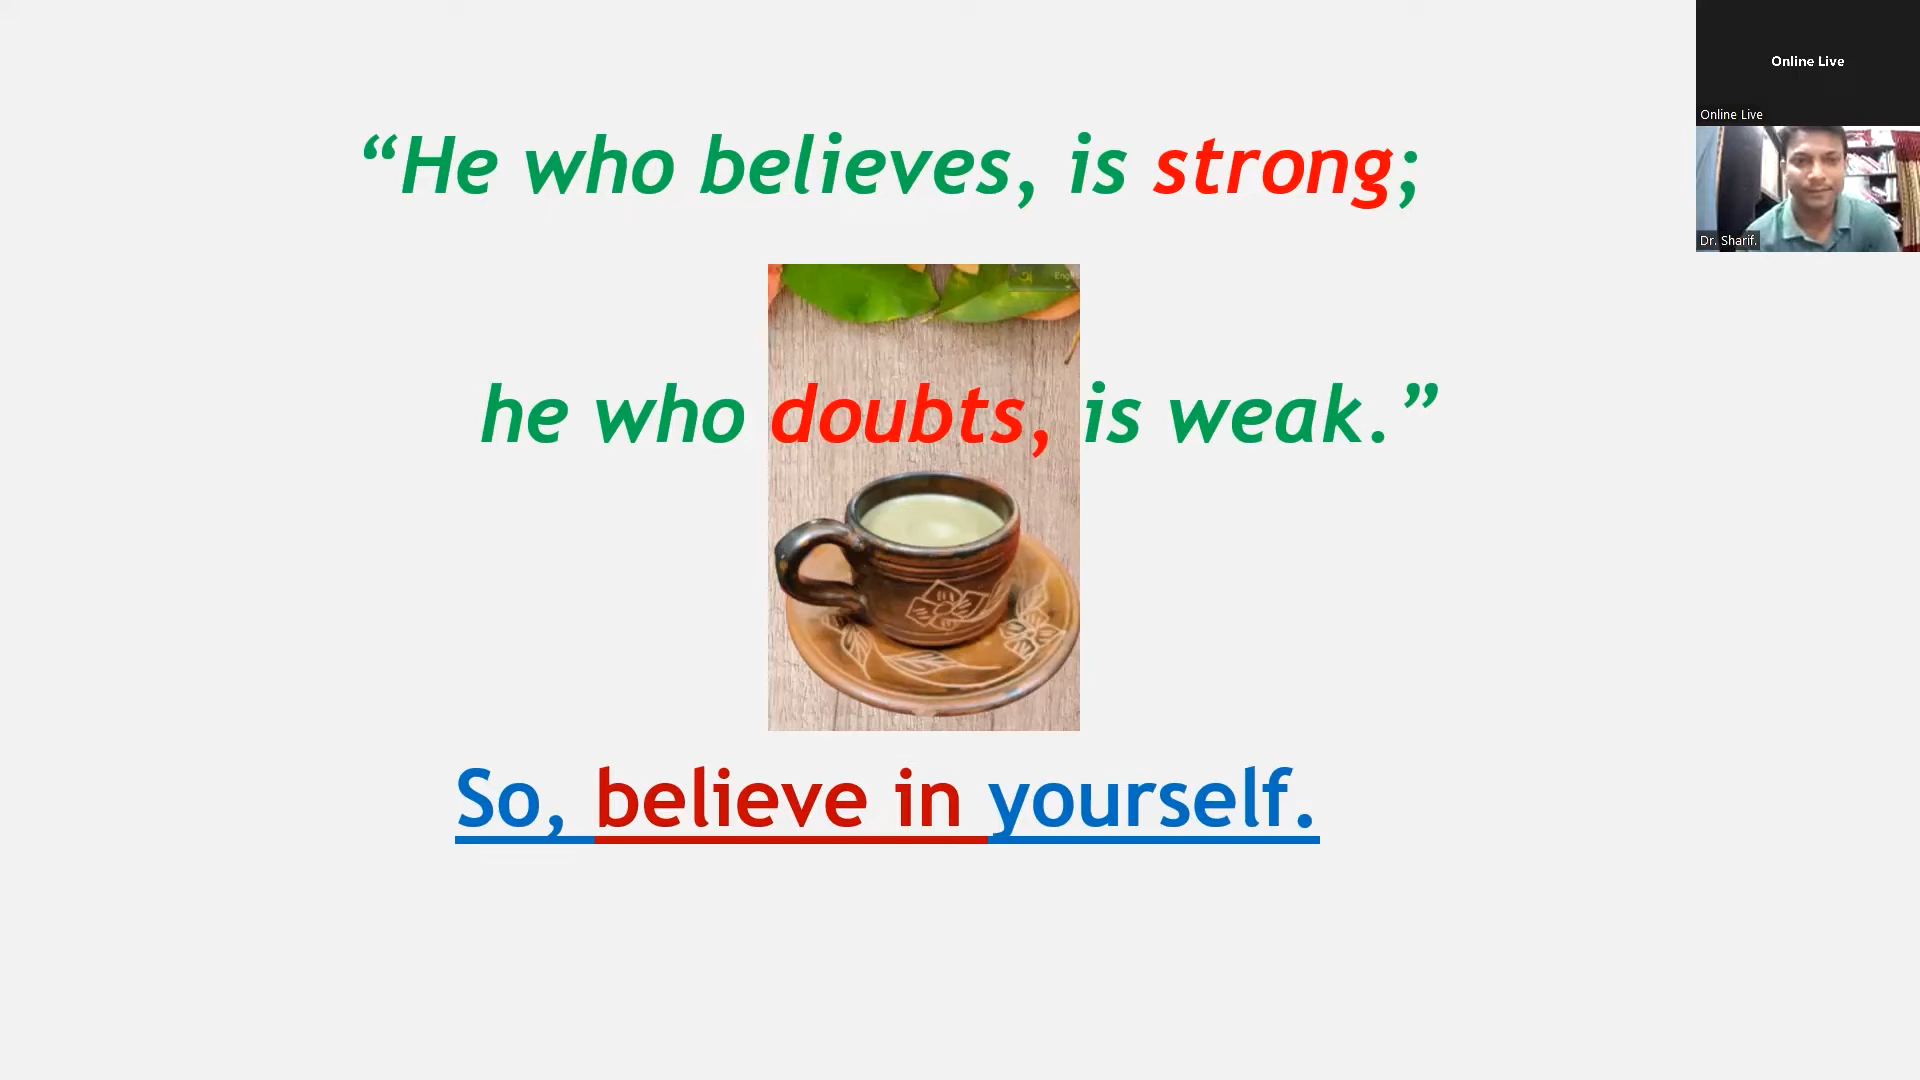 Online Live
Online Live
“He who believes, is strong;
Dr. Sharif.
he who doubts, is weak.”
So, believe in yourself.